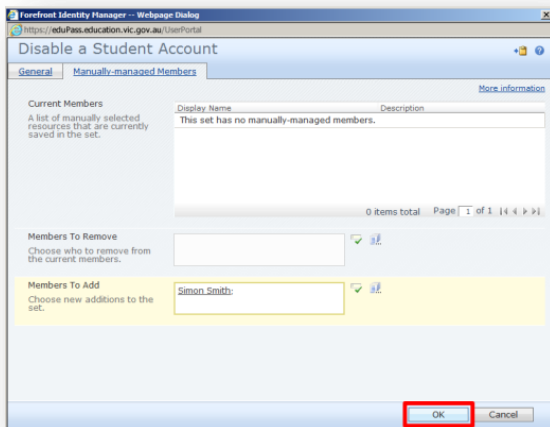 Forefront Identity Manager -- Webpage Dialog
https://eduPass.education.vic.gov.au/UserPortal
Disable a Student Account
General Manually-managed Members
More information
Current Members
A list of manually selected
resources that are currently
saved in the set.
Display Name Description
This set has no manually-managed members.
0 items total Page 1 of 1
Members To Remove
Choose who to remove from
the current members.
Members To Add
Choose new additions to the
set.
Simon Smith;
OK Cancel